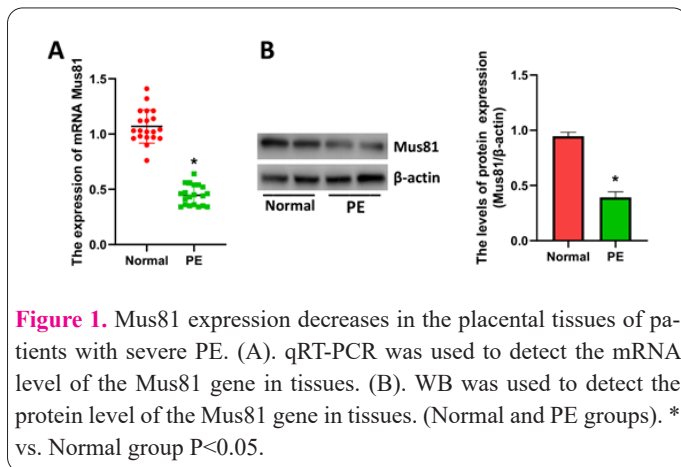 A
The expression of mRNA Mus81
1.5
1.0
0.5
0.0
*
Normal PE
B
Mus81
β-actin
Normal PE
The levels of protein expression
(Mus81/β-actin)
1.5
1.0
0.5
0.0
*
Normal PE
Figure 1. Mus81 expression decreases in the placental tissues of pa-
tients with severe PE. (A). qRT-PCR was used to detect the mRNA
level of the Mus81 gene in tissues. (B). WB was used to detect the
protein level of the Mus81 gene in tissues. (Normal and PE groups). *
vs. Normal group P<0.05.